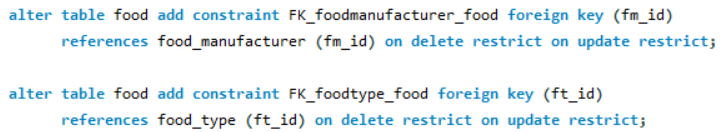 alter table food add constraint FK_foodmanufacturer_food foreign key (fm_id)
references food_manufacturer (fm_id) on delete restrict on update restrict;
alter table food add constraint FK_foodtype_food foreign key (ft_id)
references food_type (ft_id) on delete restrict on update restrict;